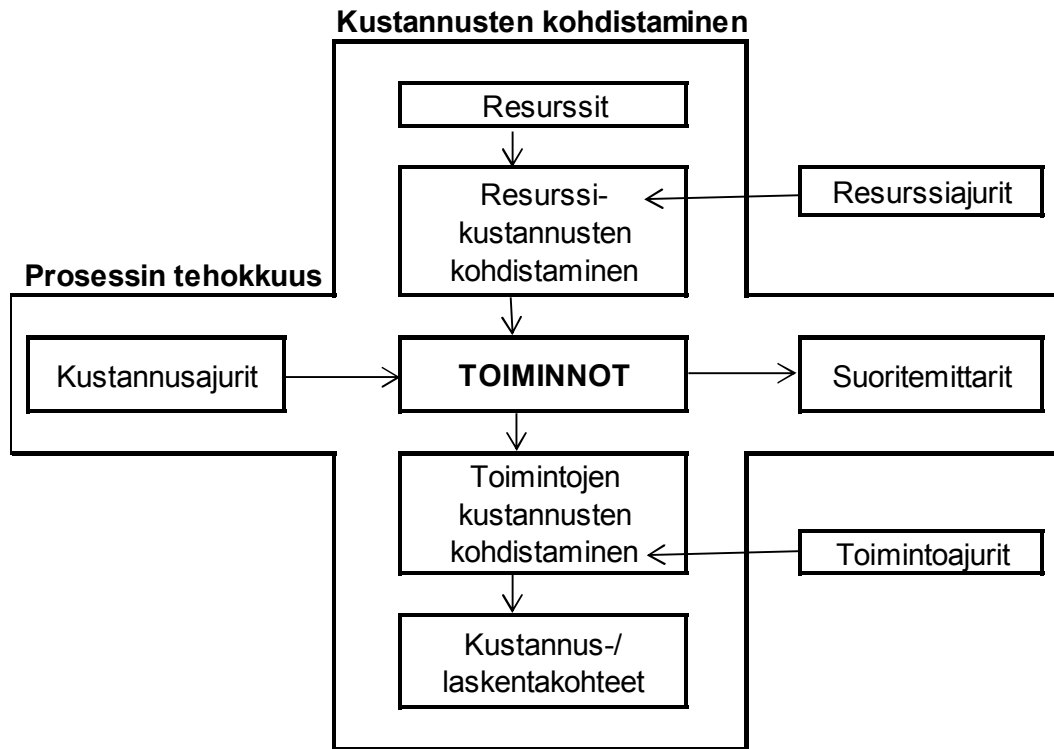 Kustannusten kohdistaminen
Resurssit
Resurssi-
kustannusten
kohdistaminen
Resurssiajurit
Prosessin tehokkuus
Kustannusajurit
TOIMINNOT
Suoritemittarit
Toimintojen
kustannusten
kohdistaminen
Toimintoajurit
Kustannus-/
laskentakohteet